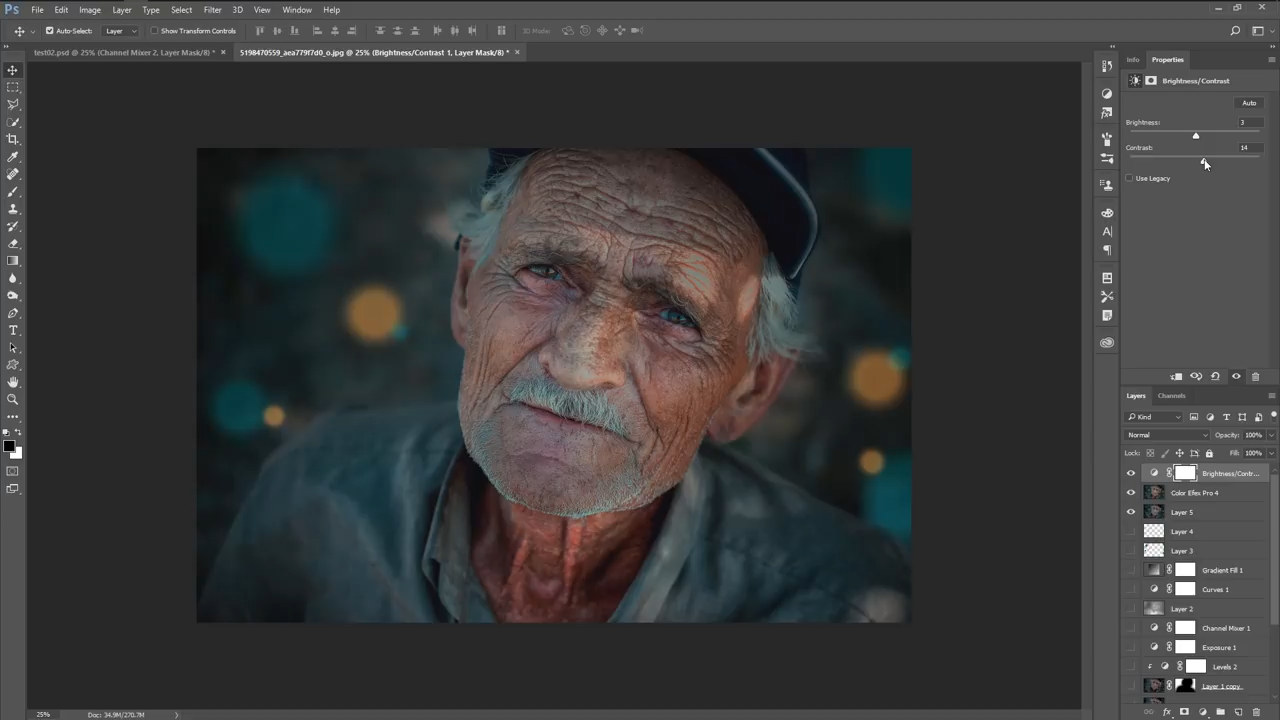 Ps File Edit Image Layer Type Select Filter 3D View Window Help
Auto-Select: Layer Show Transform Controls 3D Mode:
test02.psd @ 25% (Channel Mixer 2, Layer Mask/8) * × 5198470559_aea779f7d0_o.jpg @ 25% (Brightness/Contrast 1, Layer Mask/8) * ×
Info Properties
Brightness/Contrast
Auto
Brightness: 3
Contrast: 14
Use Legacy
Layers Channels
Kind
Normal Opacity: 100%
Lock: Fill: 100%
Brightness/Contr...
Color Efex Pro 4
Layer 5
Layer 4
Layer 3
Gradient Fill 1
Curves 1
Layer 2
Channel Mixer 1
Exposure 1
Levels 2
Layer 1 copy
25% Doc: 34.9M/270.7M